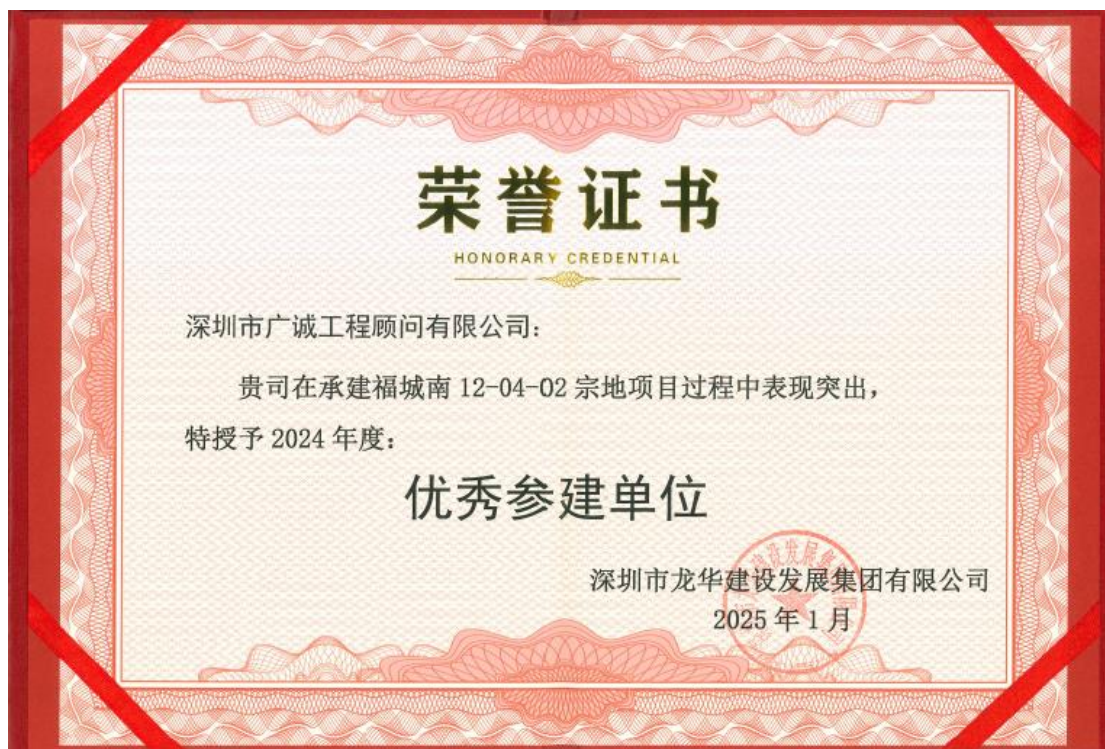 荣誉证书
HONORARY CREDENTIAL
深圳市广诚工程顾问有限公司：
贵司在承建福城南 12-04-02 宗地项目过程中表现突出，
特授予 2024 年度：
优秀参建单位
深圳市龙华建设发展集团有限公司
2025 年 1 月